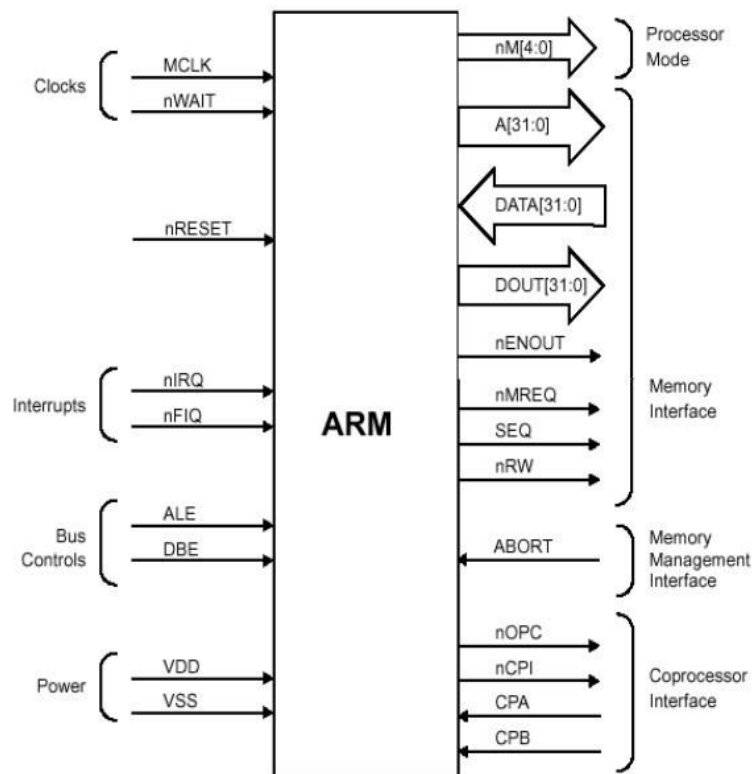 Clocks
MCLK
nWAIT
nRESET
Interrupts
nIRQ
nFIQ
Bus
Controls
ALE
DBE
Power
VDD
VSS
ARM
nM[4:0]
Processor
Mode
A[31:0]
DATA[31:0]
DOUT[31:0]
nENOUT
nMREQ
SEQ
nRW
Memory
Interface
ABORT
Memory
Management
Interface
nOPC
nCPI
CPA
CPB
Coprocessor
Interface